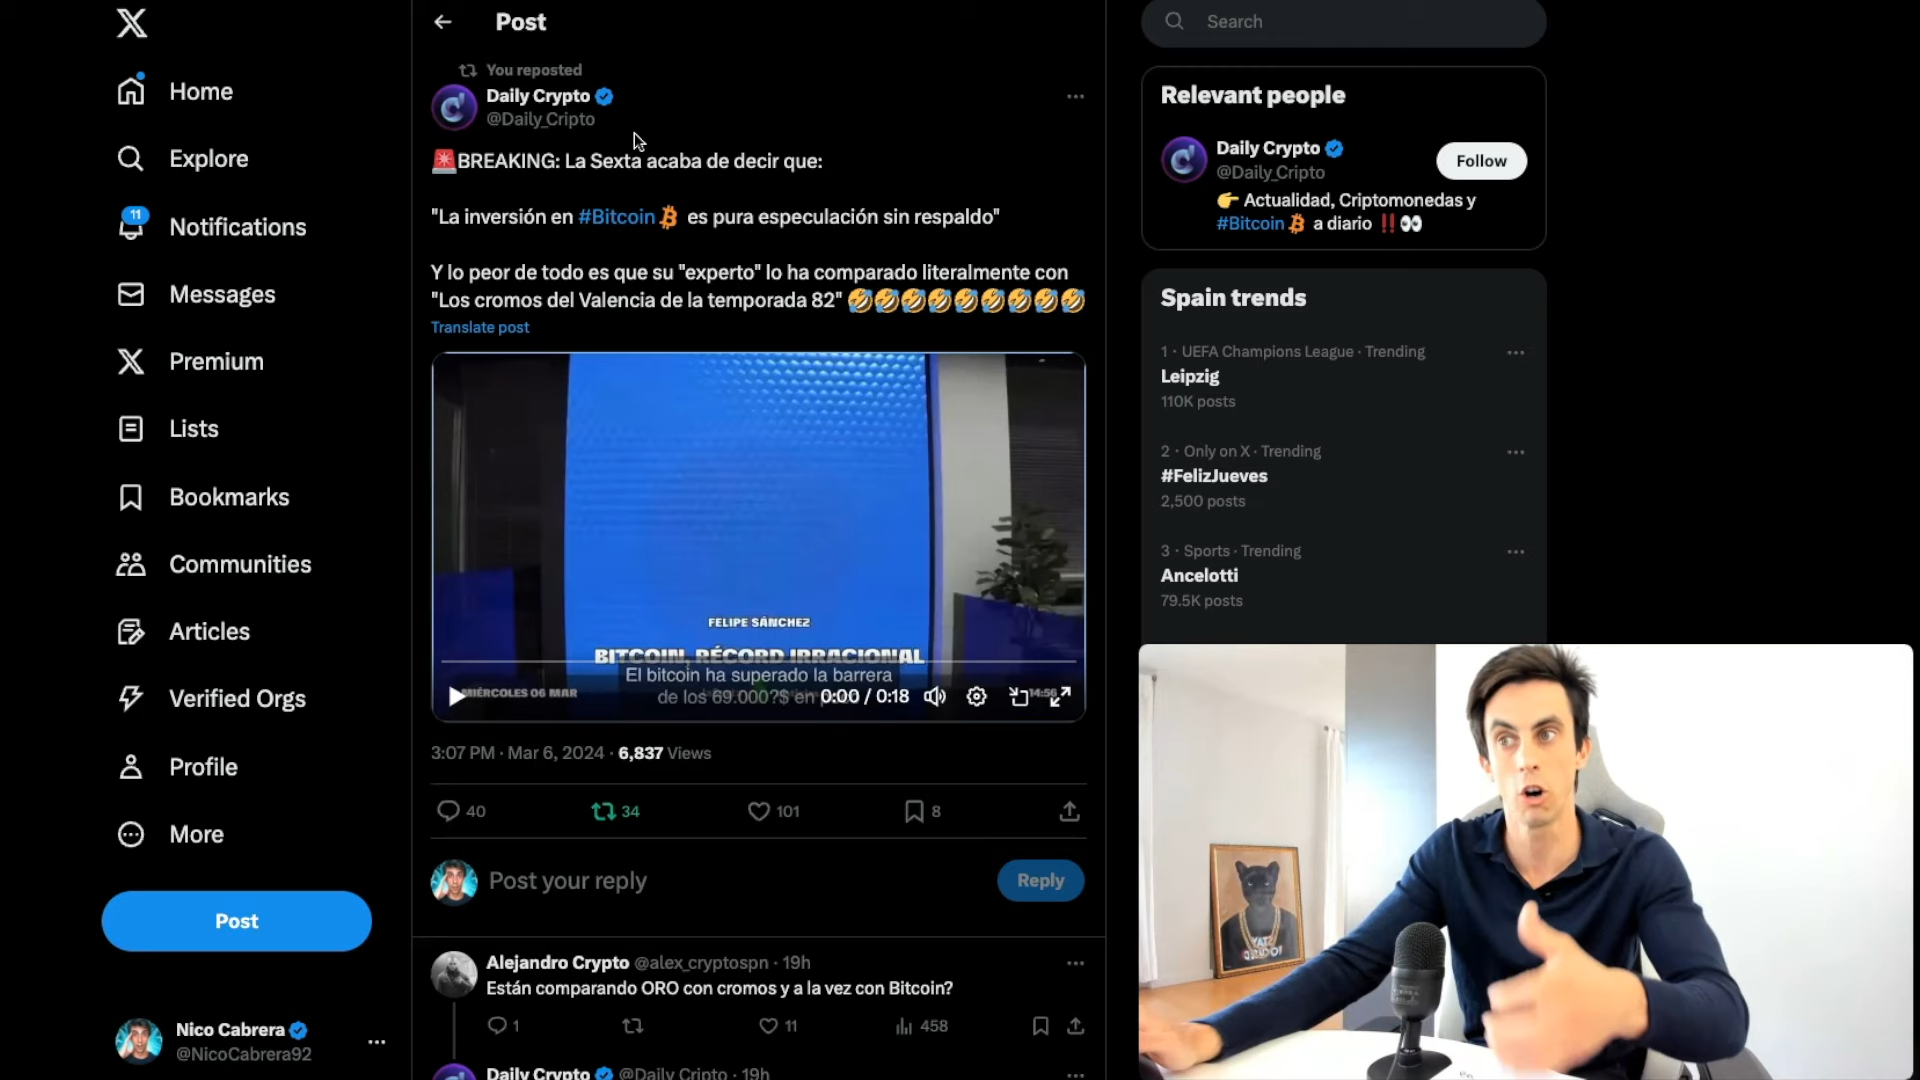 Home
Explore
11
Notifications
Messages
Premium
Lists
Bookmarks
Communities
Articles
Verified Orgs
Profile
More
Post
Nico Cabrera
@NicoCabrera92
Post
You reposted
Daily Crypto
@Daily_Cripto
🚨BREAKING: La Sexta acaba de decir que:
"La inversión en #Bitcoin es pura especulación sin respaldo"
Y lo peor de todo es que su "experto" lo ha comparado literalmente con
"Los cromos del Valencia de la temporada 82" 🤣🤣🤣🤣🤣🤣🤣🤣🤣
Translate post
FELIPE SÁNCHEZ
BITCOIN, RÉCORD IRRACIONAL
El bitcoin ha superado la barrera
MIÉRCOLES 06 MAR
de los 69.000?$ en
0:00 / 0:18
14:56
3:07 PM · Mar 6, 2024 · 6,837 Views
40
34
101
8
Post your reply
Reply
Alejandro Crypto @alex_cryptospn · 19h
Están comparando ORO con cromos y a la vez con Bitcoin?
1
11
458
Daily Crypto @Daily_Cripto · 19h
Search
Relevant people
Daily Crypto
@Daily_Cripto
Follow
👉 Actualidad, Criptomonedas y
#Bitcoin a diario ‼️👀
Spain trends
1 · UEFA Champions League · Trending
Leipzig
110K posts
2 · Only on X · Trending
#FelizJueves
2,500 posts
3 · Sports · Trending
Ancelotti
79.5K posts